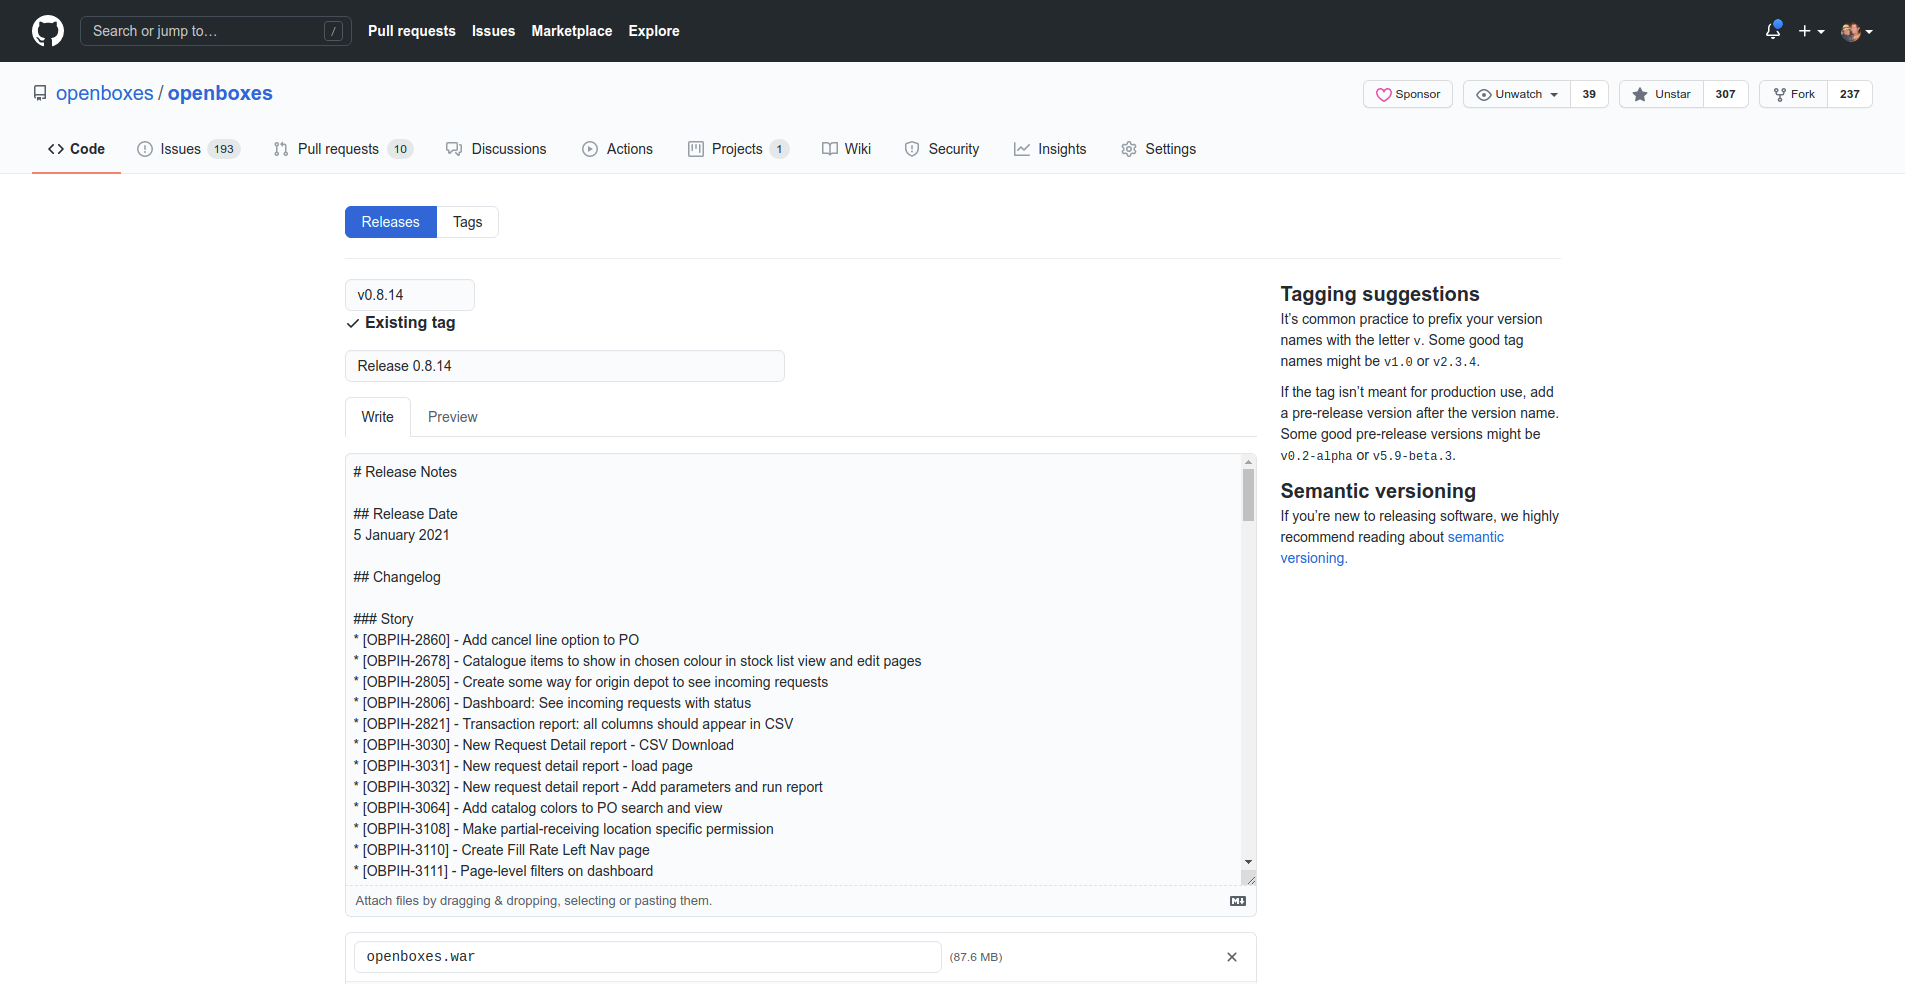 Search or jump to… /
Pull requests Issues Marketplace Explore
openboxes / openboxes
Sponsor Unwatch 39 Unstar 307 Fork 237
Code Issues 193 Pull requests 10 Discussions Actions Projects 1 Wiki Security Insights Settings
Releases Tags
v0.8.14
Existing tag
Release 0.8.14
Write Preview
# Release Notes
## Release Date
5 January 2021
## Changelog
### Story
* [OBPIH-2860] - Add cancel line option to PO
* [OBPIH-2678] - Catalogue items to show in chosen colour in stock list view and edit pages
* [OBPIH-2805] - Create some way for origin depot to see incoming requests
* [OBPIH-2806] - Dashboard: See incoming requests with status
* [OBPIH-2821] - Transaction report: all columns should appear in CSV
* [OBPIH-3030] - New Request Detail report - CSV Download
* [OBPIH-3031] - New request detail report - load page
* [OBPIH-3032] - New request detail report - Add parameters and run report
* [OBPIH-3064] - Add catalog colors to PO search and view
* [OBPIH-3108] - Make partial-receiving location specific permission
* [OBPIH-3110] - Create Fill Rate Left Nav page
* [OBPIH-3111] - Page-level filters on dashboard
Attach files by dragging & dropping, selecting or pasting them.
openboxes.war (87.6 MB)
Tagging suggestions
It’s common practice to prefix your version
names with the letter v. Some good tag
names might be v1.0 or v2.3.4.
If the tag isn’t meant for production use, add
a pre-release version after the version name.
Some good pre-release versions might be
v0.2-alpha or v5.9-beta.3.
Semantic versioning
If you’re new to releasing software, we highly
recommend reading about semantic
versioning.